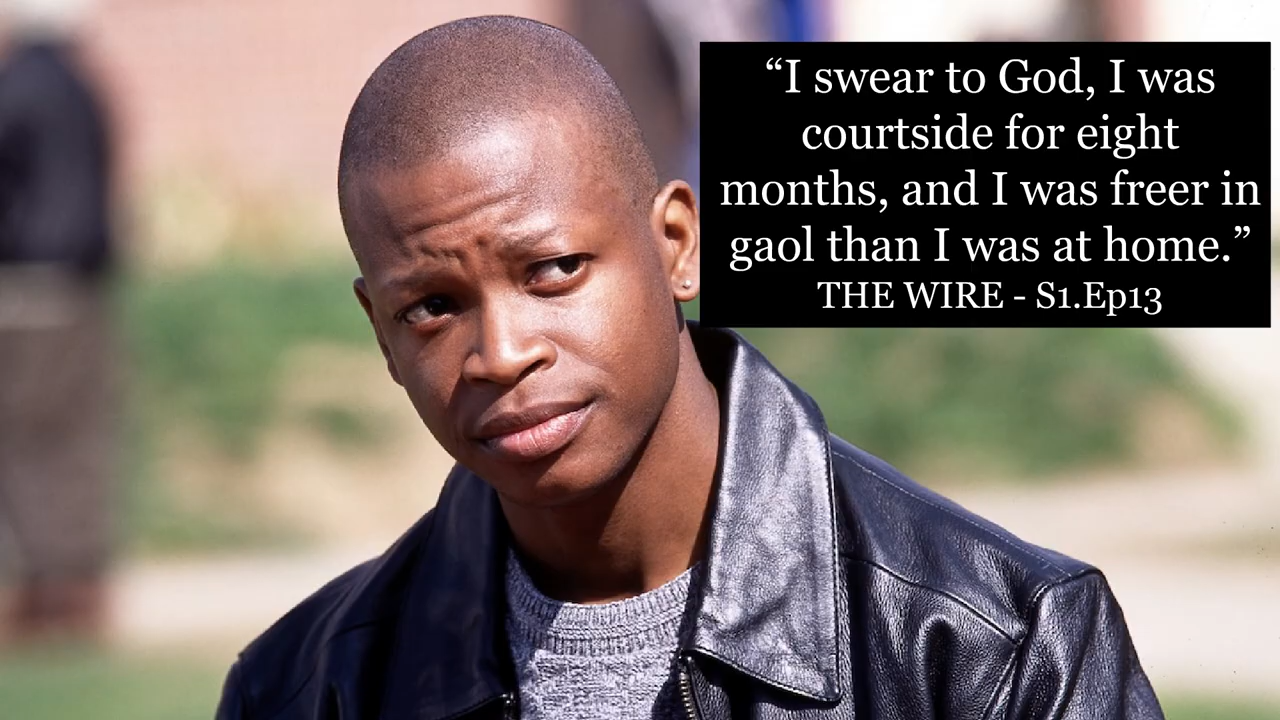 “I swear to God, I was
courtside for eight
months, and I was freer in
gaol than I was at home.”
THE WIRE - S1.Ep13